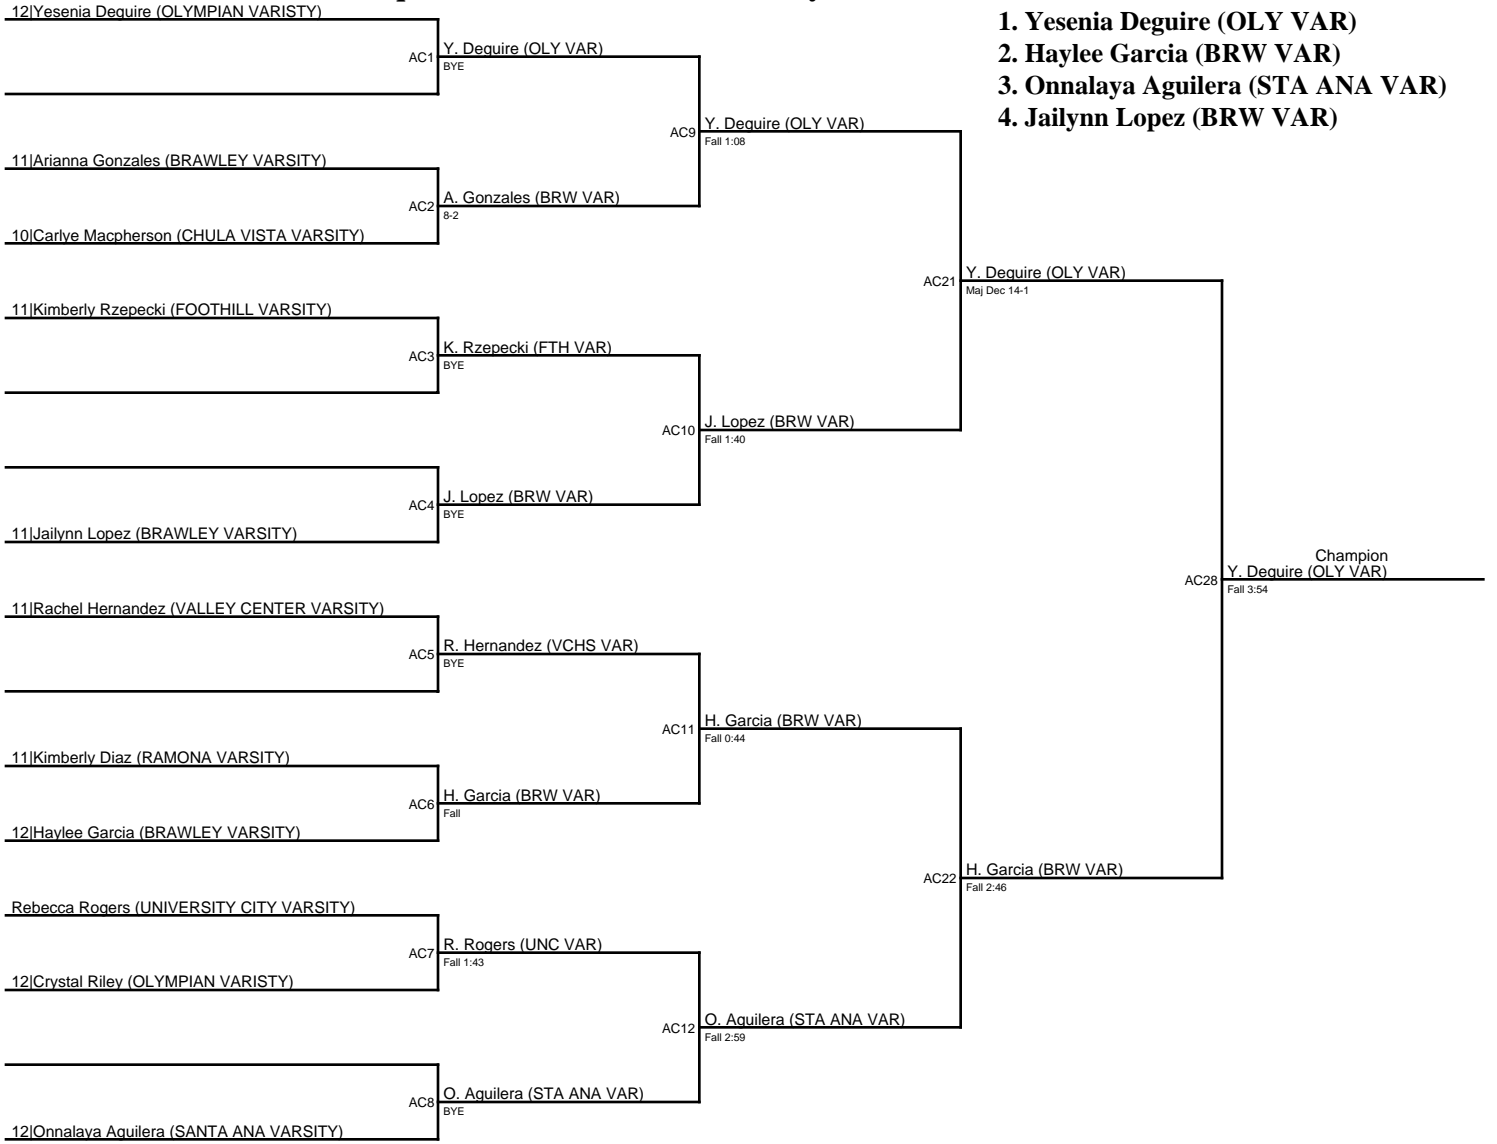 12|Yesenia Deguire (OLYMPIAN VARISTY)
1. Yesenia Deguire (OLY VAR)
2. Haylee Garcia (BRW VAR)
3. Onnalaya Aguilera (STA ANA VAR)
4. Jailynn Lopez (BRW VAR)
AC1
Y. Deguire (OLY VAR)
BYE
AC9
Y. Deguire (OLY VAR)
Fall 1:08
11|Arianna Gonzales (BRAWLEY VARSITY)
AC2
A. Gonzales (BRW VAR)
8-2
10|Carlye Macpherson (CHULA VISTA VARSITY)
AC21
Y. Deguire (OLY VAR)
Maj Dec 14-1
11|Kimberly Rzepecki (FOOTHILL VARSITY)
AC3
K. Rzepecki (FTH VAR)
BYE
AC10
J. Lopez (BRW VAR)
Fall 1:40
AC4
J. Lopez (BRW VAR)
BYE
11|Jailynn Lopez (BRAWLEY VARSITY)
Champion
AC28
Y. Deguire (OLY VAR)
Fall 3:54
11|Rachel Hernandez (VALLEY CENTER VARSITY)
AC5
R. Hernandez (VCHS VAR)
BYE
AC11
H. Garcia (BRW VAR)
Fall 0:44
11|Kimberly Diaz (RAMONA VARSITY)
AC6
H. Garcia (BRW VAR)
Fall
12|Haylee Garcia (BRAWLEY VARSITY)
AC22
H. Garcia (BRW VAR)
Fall 2:46
Rebecca Rogers (UNIVERSITY CITY VARSITY)
AC7
R. Rogers (UNC VAR)
Fall 1:43
12|Crystal Riley (OLYMPIAN VARISTY)
AC12
O. Aguilera (STA ANA VAR)
Fall 2:59
AC8
O. Aguilera (STA ANA VAR)
BYE
12|Onnalaya Aguilera (SANTA ANA VARSITY)